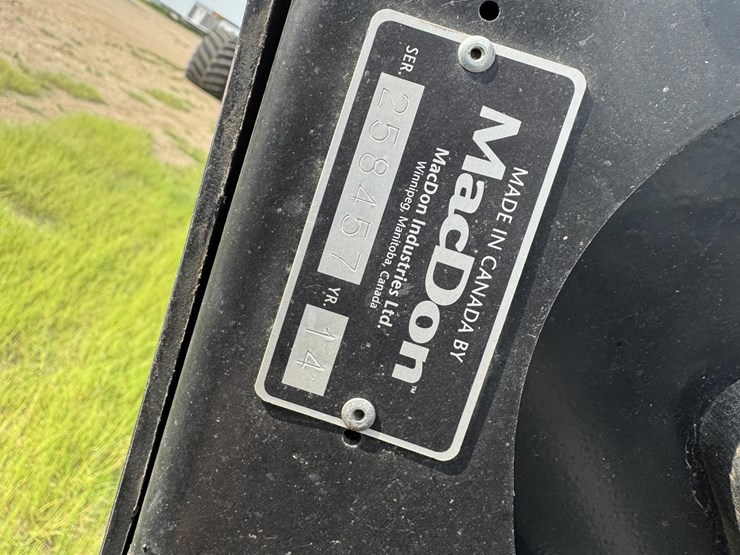 MADE IN CANADA BY
MacDon™
MacDon Industries Ltd.
Winnipeg, Manitoba, Canada
SER. 258457 YR. 14